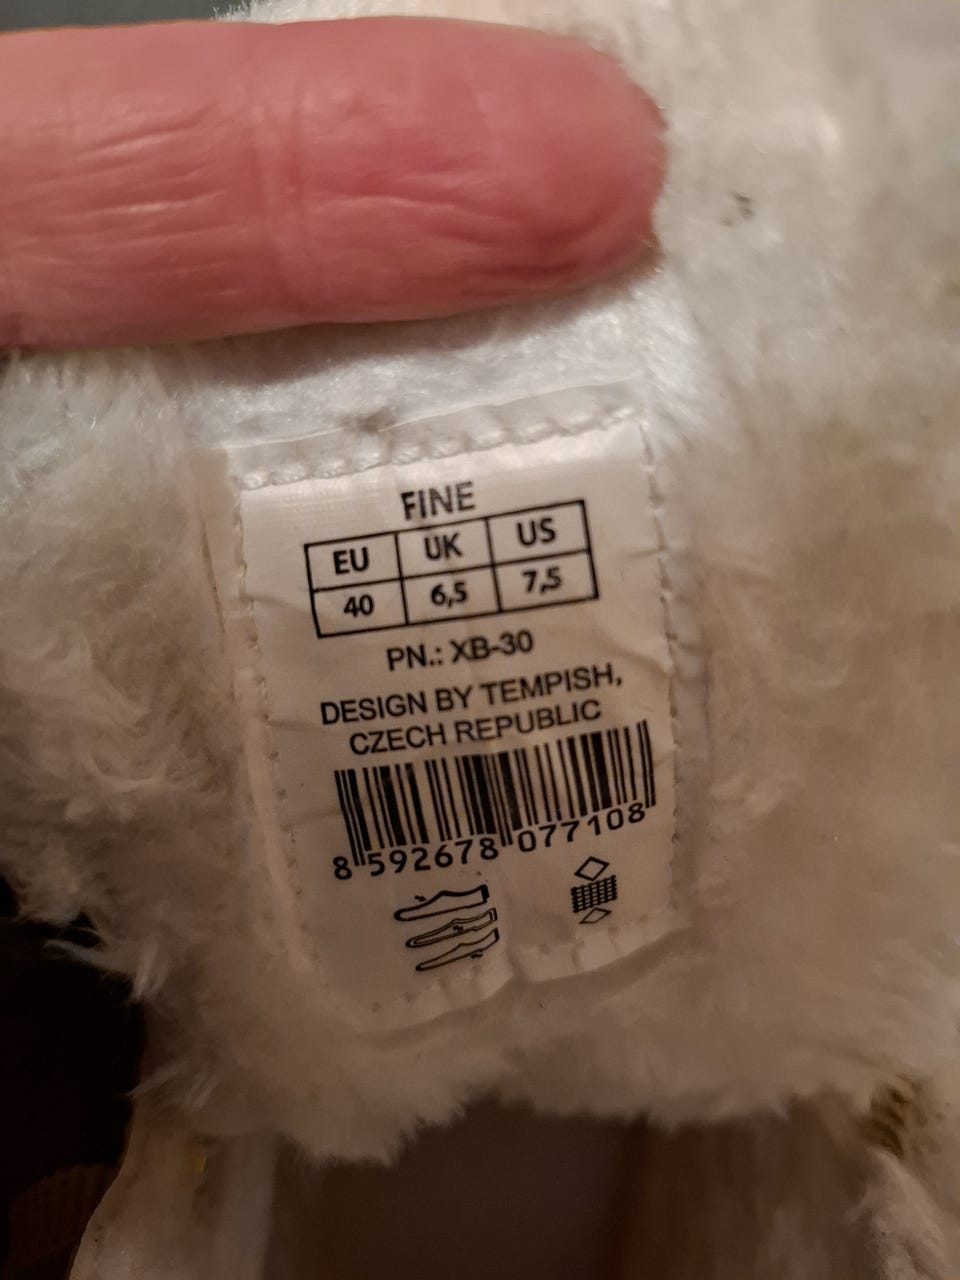 FINE
EU UK US
40 6,5 7,5
PN.: XB-30
DESIGN BY TEMPISH,
CZECH REPUBLIC
8 592678 077108